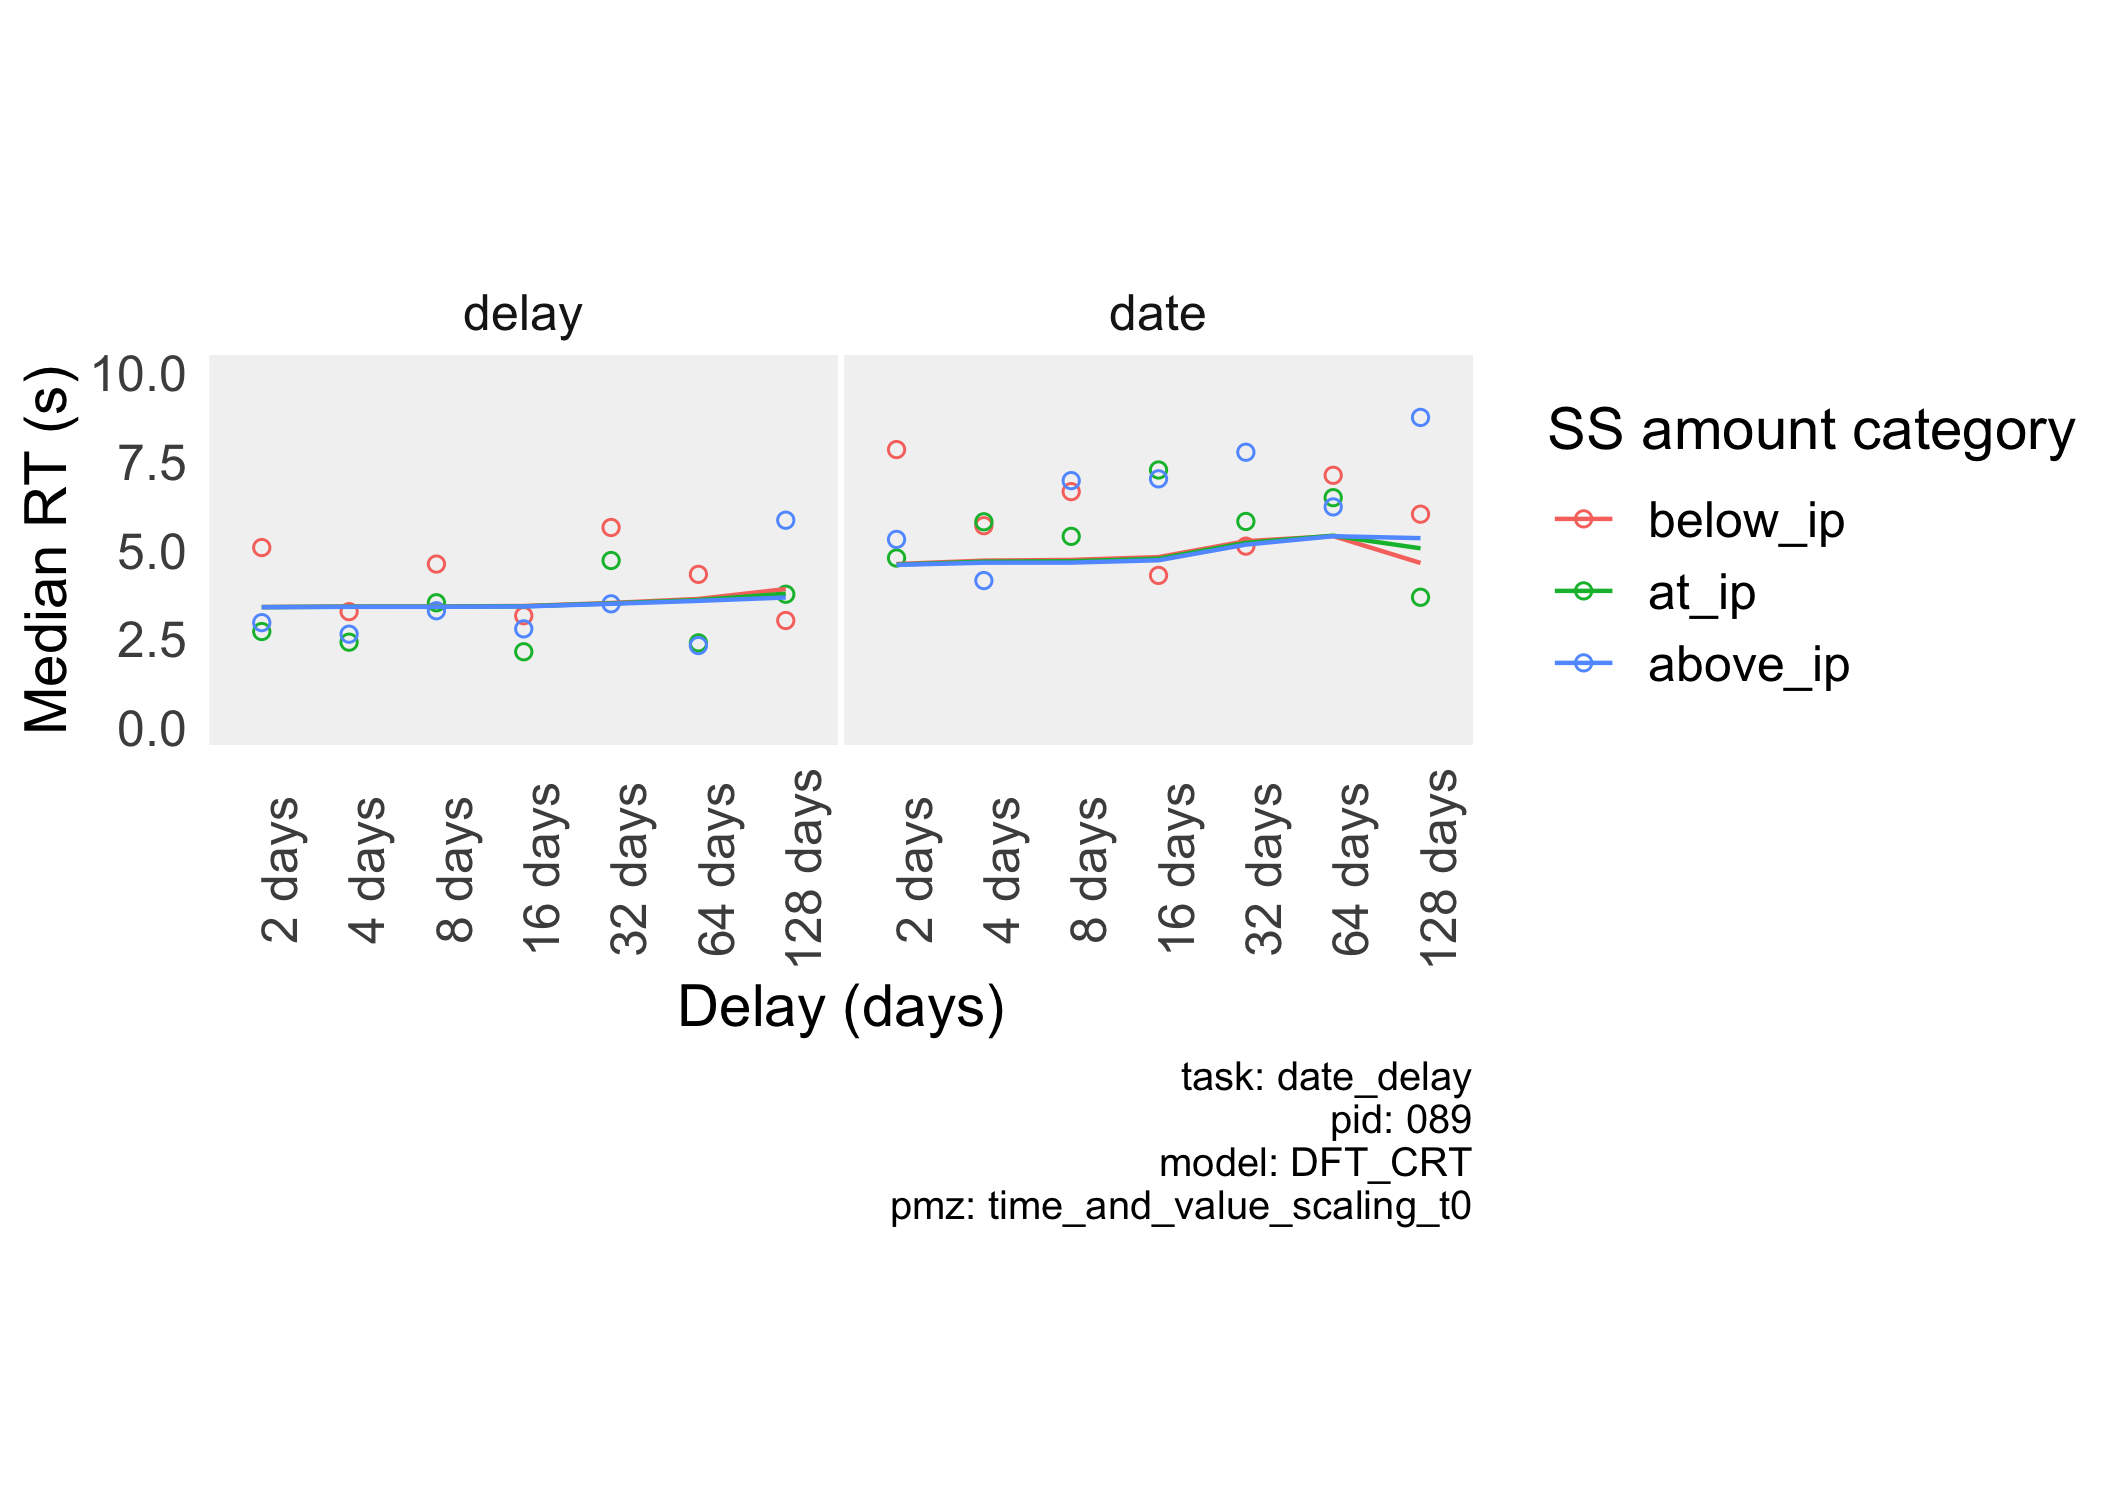 delay
date
Median RT (s)
10.0
7.5
5.0
2.5
0.0
2 days
4 days
8 days
16 days
32 days
64 days
128 days
2 days
4 days
8 days
16 days
32 days
64 days
128 days
Delay (days)
SS amount category
below_ip
at_ip
above_ip
task: date_delay
pid: 089
model: DFT_CRT
pmz: time_and_value_scaling_t0